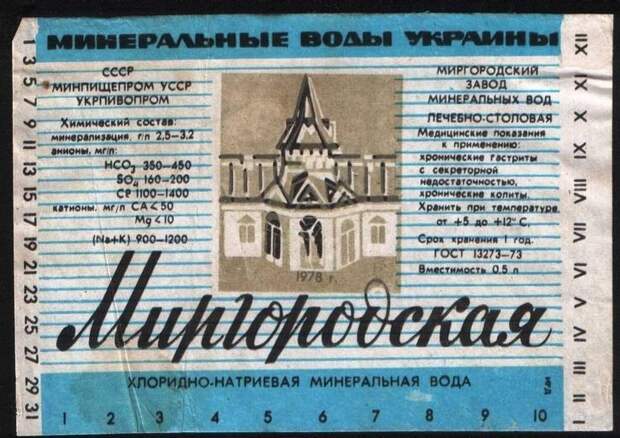 МИНЕРАЛЬНЫЕ ВОДЫ УКРАИНЫ
СССР
МИНПИЩЕПРОМ УССР
УКРПИВОПРОМ
Химический состав:
минерализация, г/л 2,5–3,2
анионы, мг/л:
HCO3 350–450
SO4 160–200
CP 1100–1400
катионы, мг/л CA < 50
Mg < 10
(Na+K) 900–1200
1978 г.
МИРГОРОДСКИЙ
ЗАВОД
МИНЕРАЛЬНЫХ ВОД
ЛЕЧЕБНО-СТОЛОВАЯ
Медицинские показания
к применению:
хронические гастриты
с секреторной
недостаточностью,
хронические колиты.
Хранить при температуре
от +5 до +12°С,
Срок хранения 1 год.
ГОСТ 13273–73
Вместимость 0,5 л
Миргородская
ХЛОРИДНО-НАТРИЕВАЯ МИНЕРАЛЬНАЯ ВОДА
1 2 3 4 5 6 7 8 9 10
1 3 5 7 9 11 13 15 17 19 21 23 25 27 29 31
XII XI X IX VIII VII VI V IV III II I